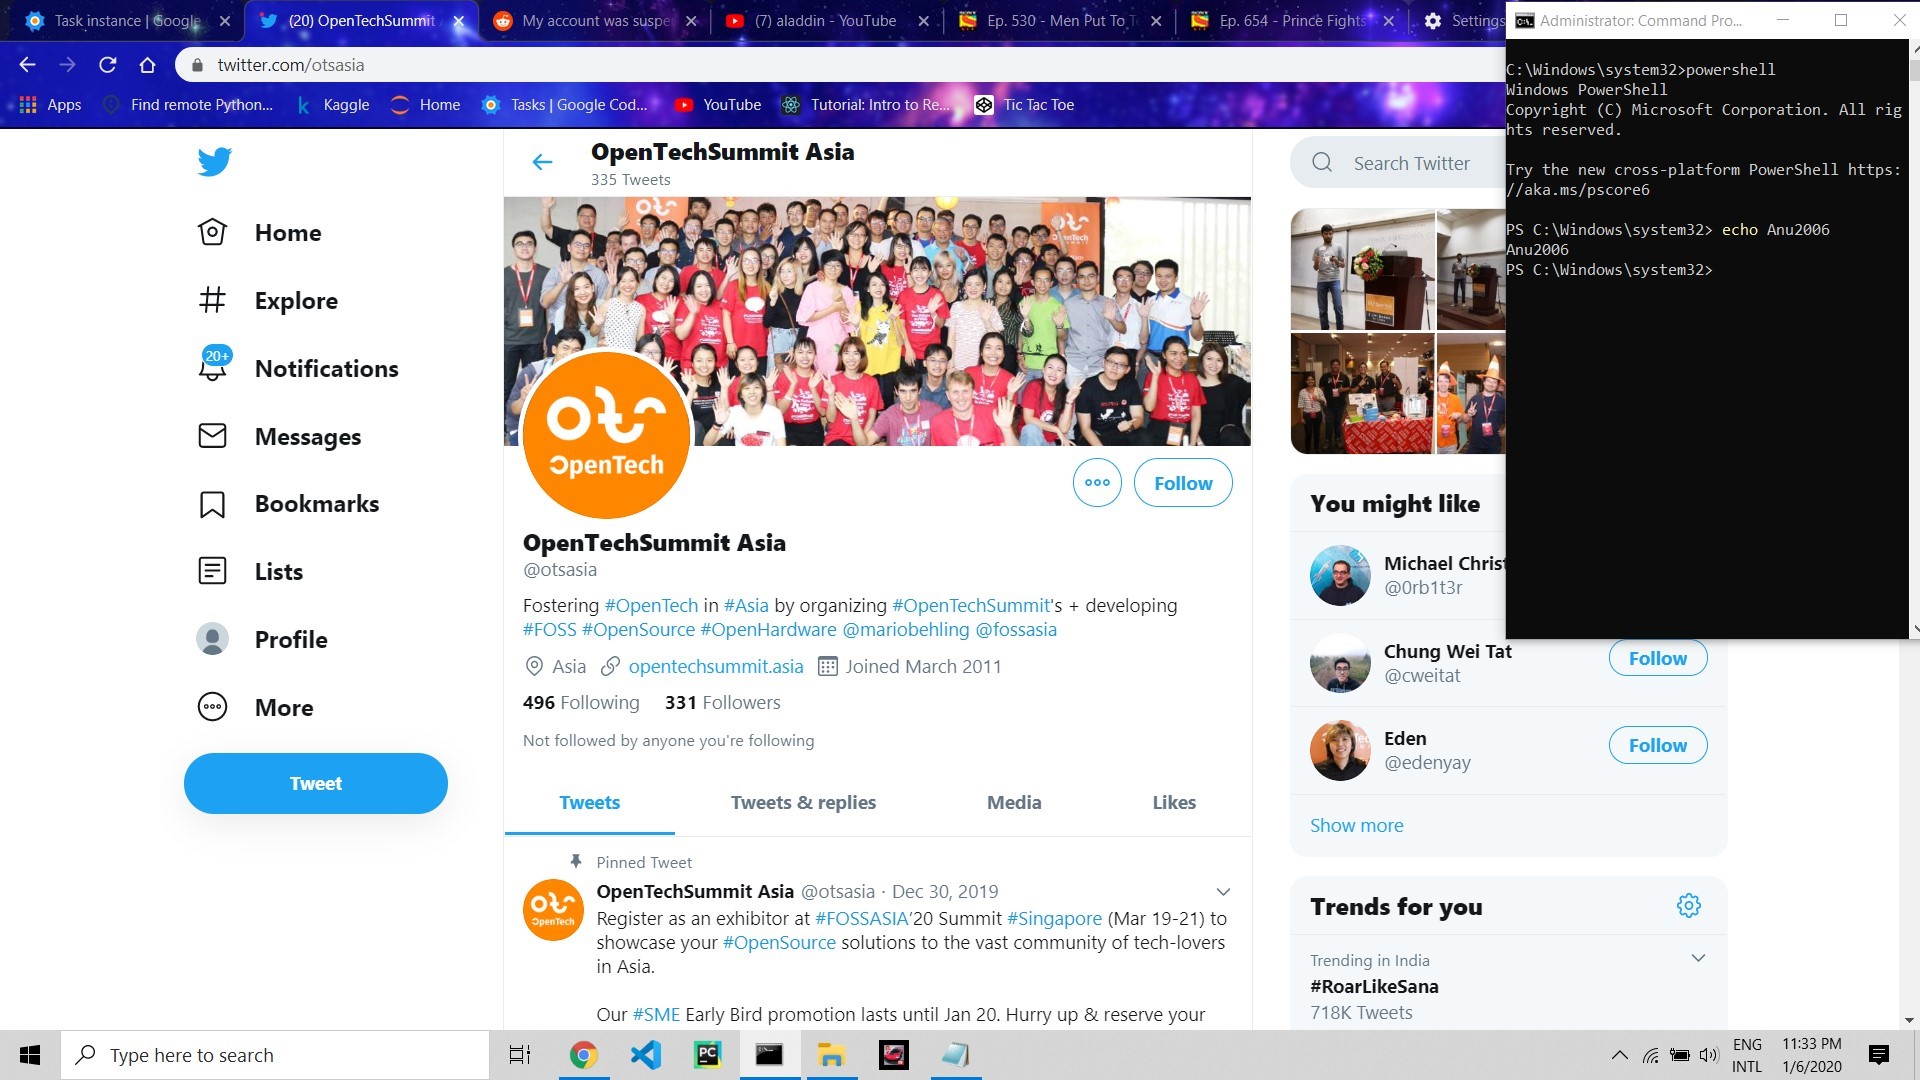 Task instance | Google
(20) OpenTechSummit A
My account was suspe
(7) aladdin - YouTube
Ep. 530 - Men Put To T
Ep. 654 - Prince Fights
Settings
twitter.com/otsasia
Apps
Find remote Python...
Kaggle
Home
Tasks | Google Cod...
YouTube
Tutorial: Intro to Re...
Tic Tac Toe
Administrator: Command Pro...
C:\Windows\system32>powershell
Windows PowerShell
Copyright (C) Microsoft Corporation. All rig
hts reserved.
Try the new cross-platform PowerShell https:
//aka.ms/pscore6
PS C:\Windows\system32> echo Anu2006
Anu2006
PS C:\Windows\system32>
Home
Explore
20+
Notifications
Messages
Bookmarks
Lists
Profile
More
Tweet
OpenTechSummit Asia
335 Tweets
OpenTech
Follow
OpenTechSummit Asia
@otsasia
Fostering #OpenTech in #Asia by organizing #OpenTechSummit's + developing
#FOSS #OpenSource #OpenHardware @mariobehling @fossasia
Asia opentechsummit.asia Joined March 2011
496 Following 331 Followers
Not followed by anyone you're following
Tweets
Tweets & replies
Media
Likes
Pinned Tweet
OpenTechSummit Asia @otsasia · Dec 30, 2019
Register as an exhibitor at #FOSSASIA'20 Summit #Singapore (Mar 19-21) to
showcase your #OpenSource solutions to the vast community of tech-lovers
in Asia.
Our #SME Early Bird promotion lasts until Jan 20. Hurry up & reserve your
OpenTech
Search Twitter
You might like
Michael Christ
@0rb1t3r
Chung Wei Tat
@cweitat
Follow
Eden
@edenyay
Follow
Show more
Trends for you
Trending in India
#RoarLikeSana
718K Tweets
Type here to search
PC
ENG
INTL
11:33 PM
1/6/2020